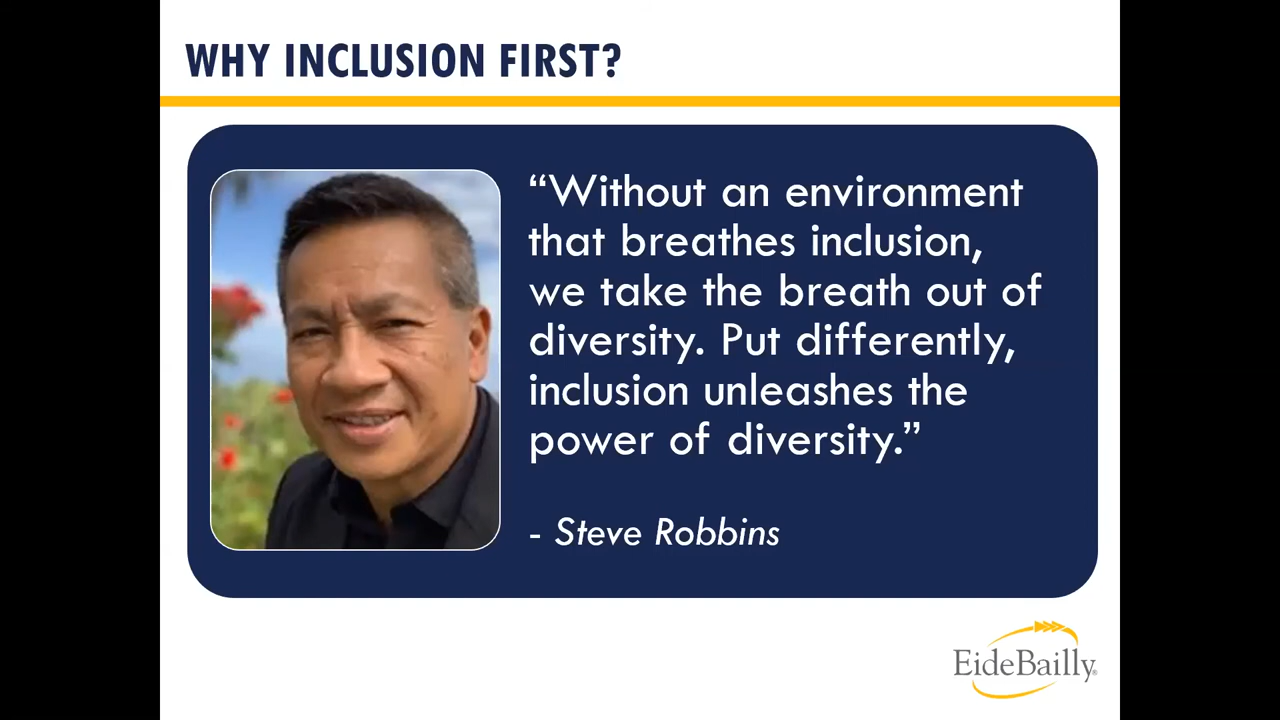 WHY INCLUSION FIRST?
“Without an environment
that breathes inclusion,
we take the breath out of
diversity. Put differently,
inclusion unleashes the
power of diversity.”
- Steve Robbins
EideBailly®